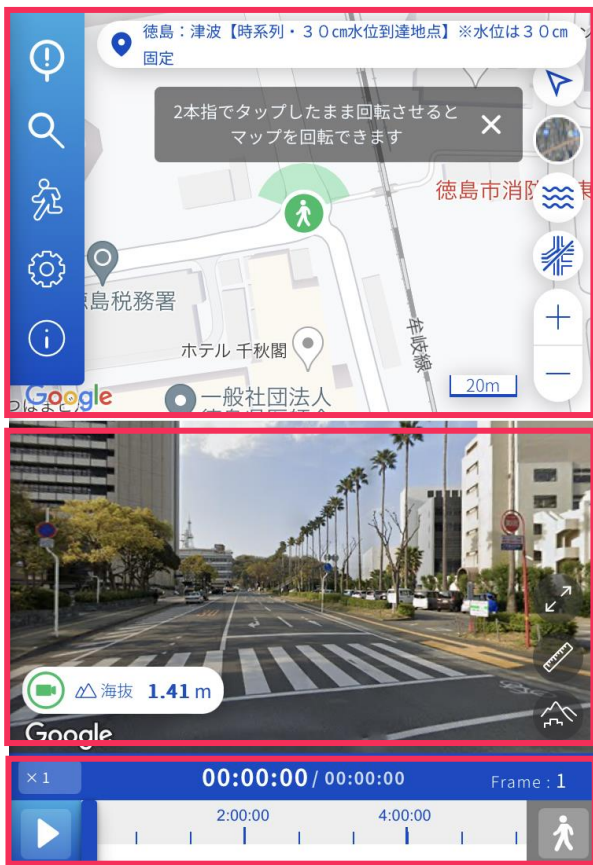 徳島：津波【時系列・３０㎝水位到達地点】※水位は３０㎝
固定
2本指でタップしたまま回転させると
マップを回転できます
徳島市消防
島税務署
牟岐線
ホテル 千秋閣
20m
一般社団法人
Google
海抜 1.41 m
Google
×1
00:00:00 / 00:00:00
Frame : 1
2:00:00
4:00:00